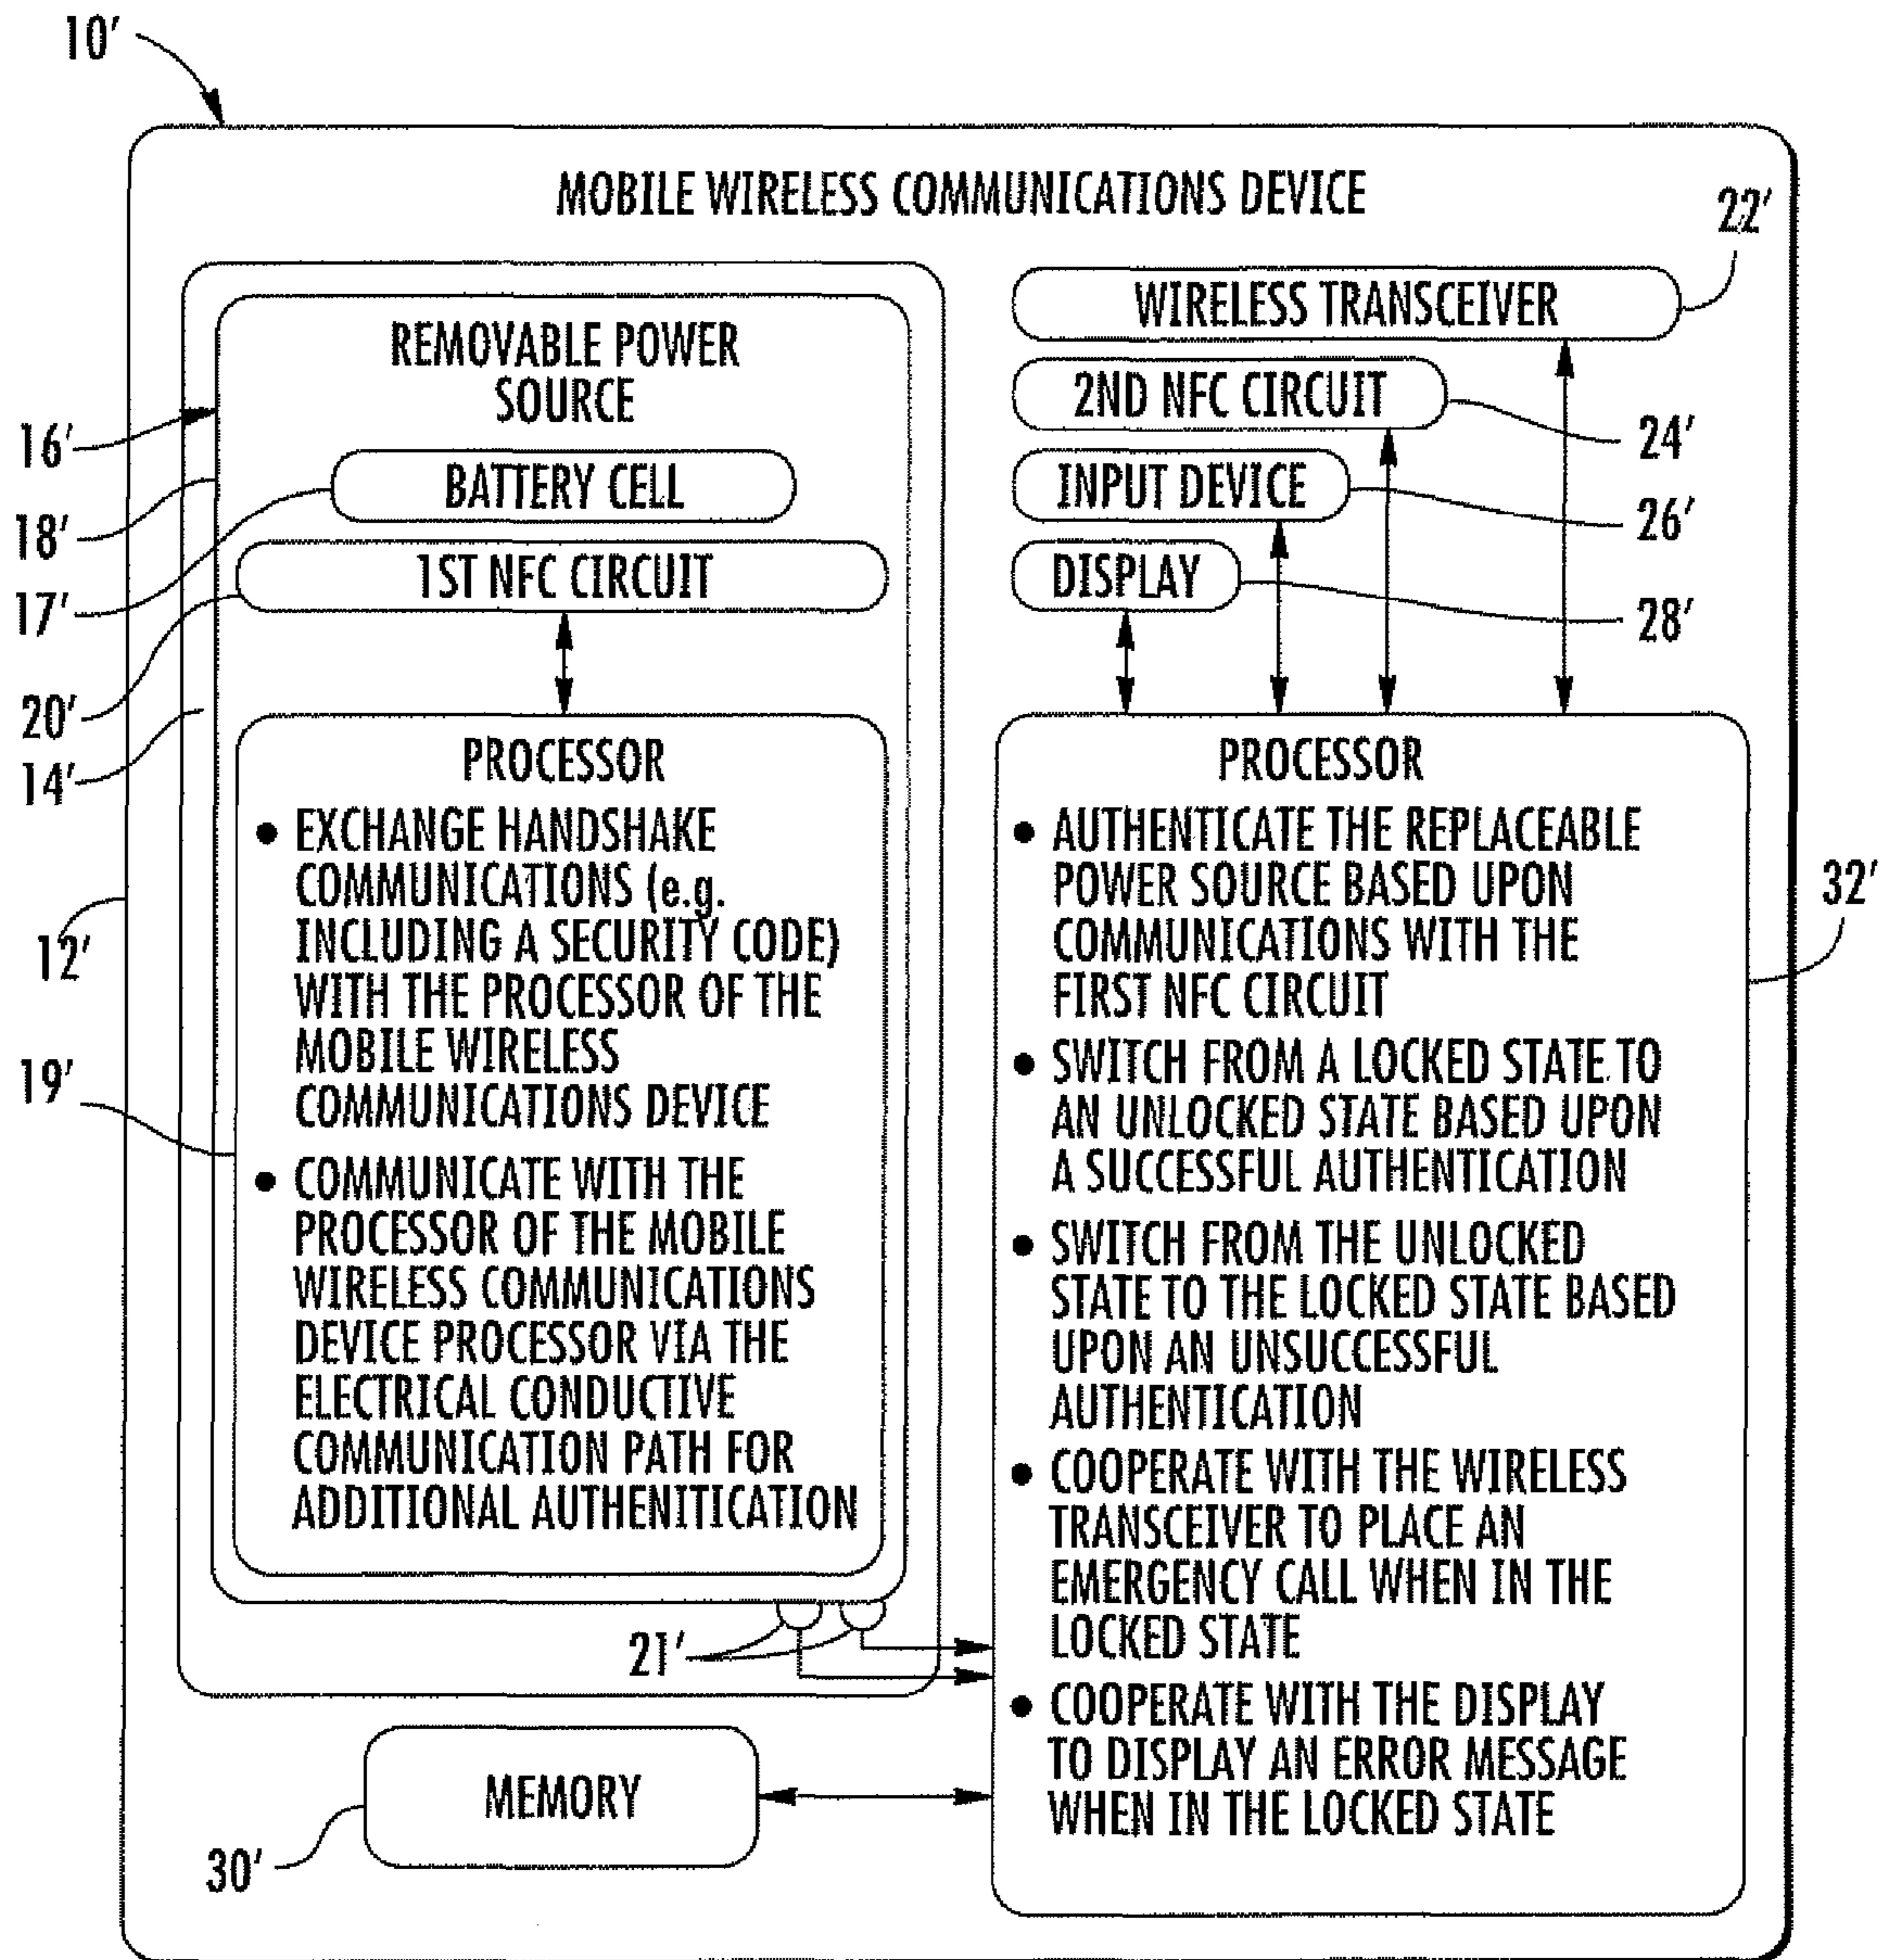 10'
MOBILE WIRELESS COMMUNICATIONS DEVICE
22'
REMOVABLE POWER
SOURCE
16'
18'
BATTERY CELL
17'
1ST NFC CIRCUIT
20'
14'
WIRELESS TRANSCEIVER
2ND NFC CIRCUIT
24'
INPUT DEVICE
26'
DISPLAY
28'
PROCESSOR
• EXCHANGE HANDSHAKE
COMMUNICATIONS (e.g.
INCLUDING A SECURITY CODE)
WITH THE PROCESSOR OF THE
MOBILE WIRELESS
COMMUNICATIONS DEVICE
• COMMUNICATE WITH THE
PROCESSOR OF THE MOBILE
WIRELESS COMMUNICATIONS
DEVICE PROCESSOR VIA THE
ELECTRICAL CONDUCTIVE
COMMUNICATION PATH FOR
ADDITIONAL AUTHENITICATION
12'
19'
21'
PROCESSOR
• AUTHENTICATE THE REPLACEABLE
POWER SOURCE BASED UPON
COMMUNICATIONS WITH THE
FIRST NFC CIRCUIT
• SWITCH FROM A LOCKED STATE TO
AN UNLOCKED STATE BASED UPON
A SUCCESSFUL AUTHENTICATION
• SWITCH FROM THE UNLOCKED
STATE TO THE LOCKED STATE BASED
UPON AN UNSUCCESSFUL
AUTHENTICATION
• COOPERATE WITH THE WIRELESS
TRANSCEIVER TO PLACE AN
EMERGENCY CALL WHEN IN THE
LOCKED STATE
• COOPERATE WITH THE DISPLAY
TO DISPLAY AN ERROR MESSAGE
WHEN IN THE LOCKED STATE
32'
MEMORY
30'